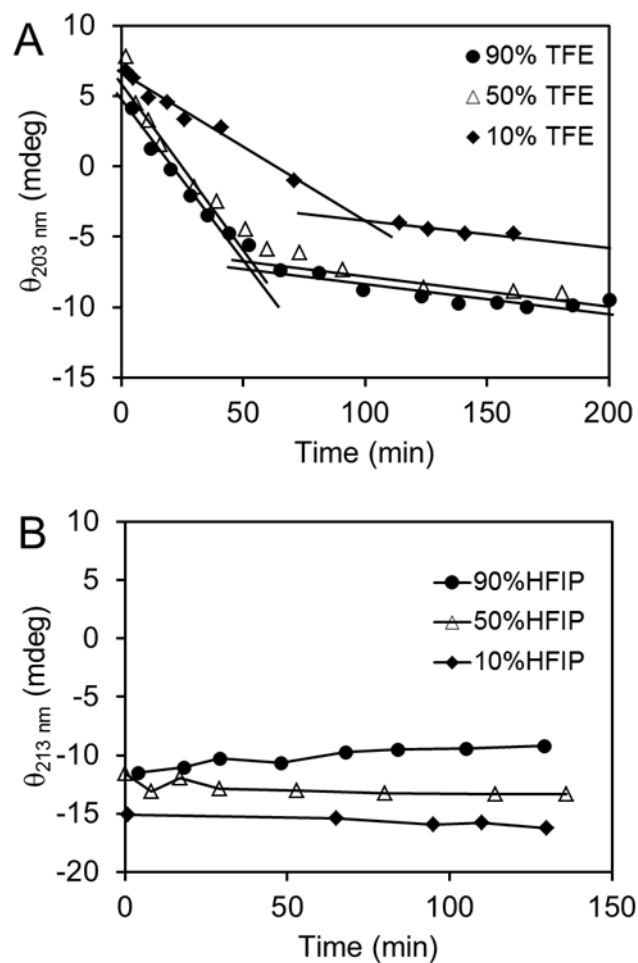 A
10
5
0
-5
-10
-15
θ203 nm (mdeg)
90% TFE
50% TFE
10% TFE
0 50 100 150 200
Time (min)
B
10
5
0
-5
-10
-15
-20
θ213 nm (mdeg)
90%HFIP
50%HFIP
10%HFIP
0 50 100 150
Time (min)